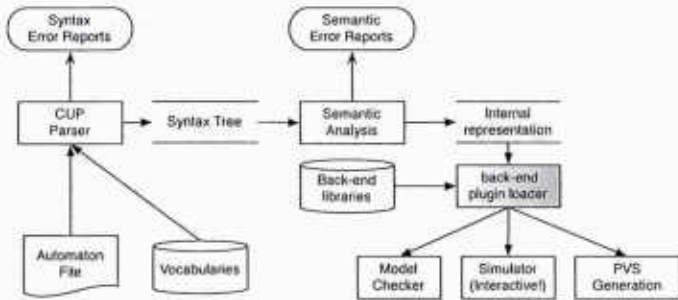 Syntax
Error Reports
Semantic
Error Reports
CUP
Parser
Syntax Tree
Semantic
Analysis
Internal
representation
Back-end
libraries
back-end
plugin loader
Automaton
File
Vocabularies
Model
Checker
Simulator
(Interactive!)
PVS
Generation